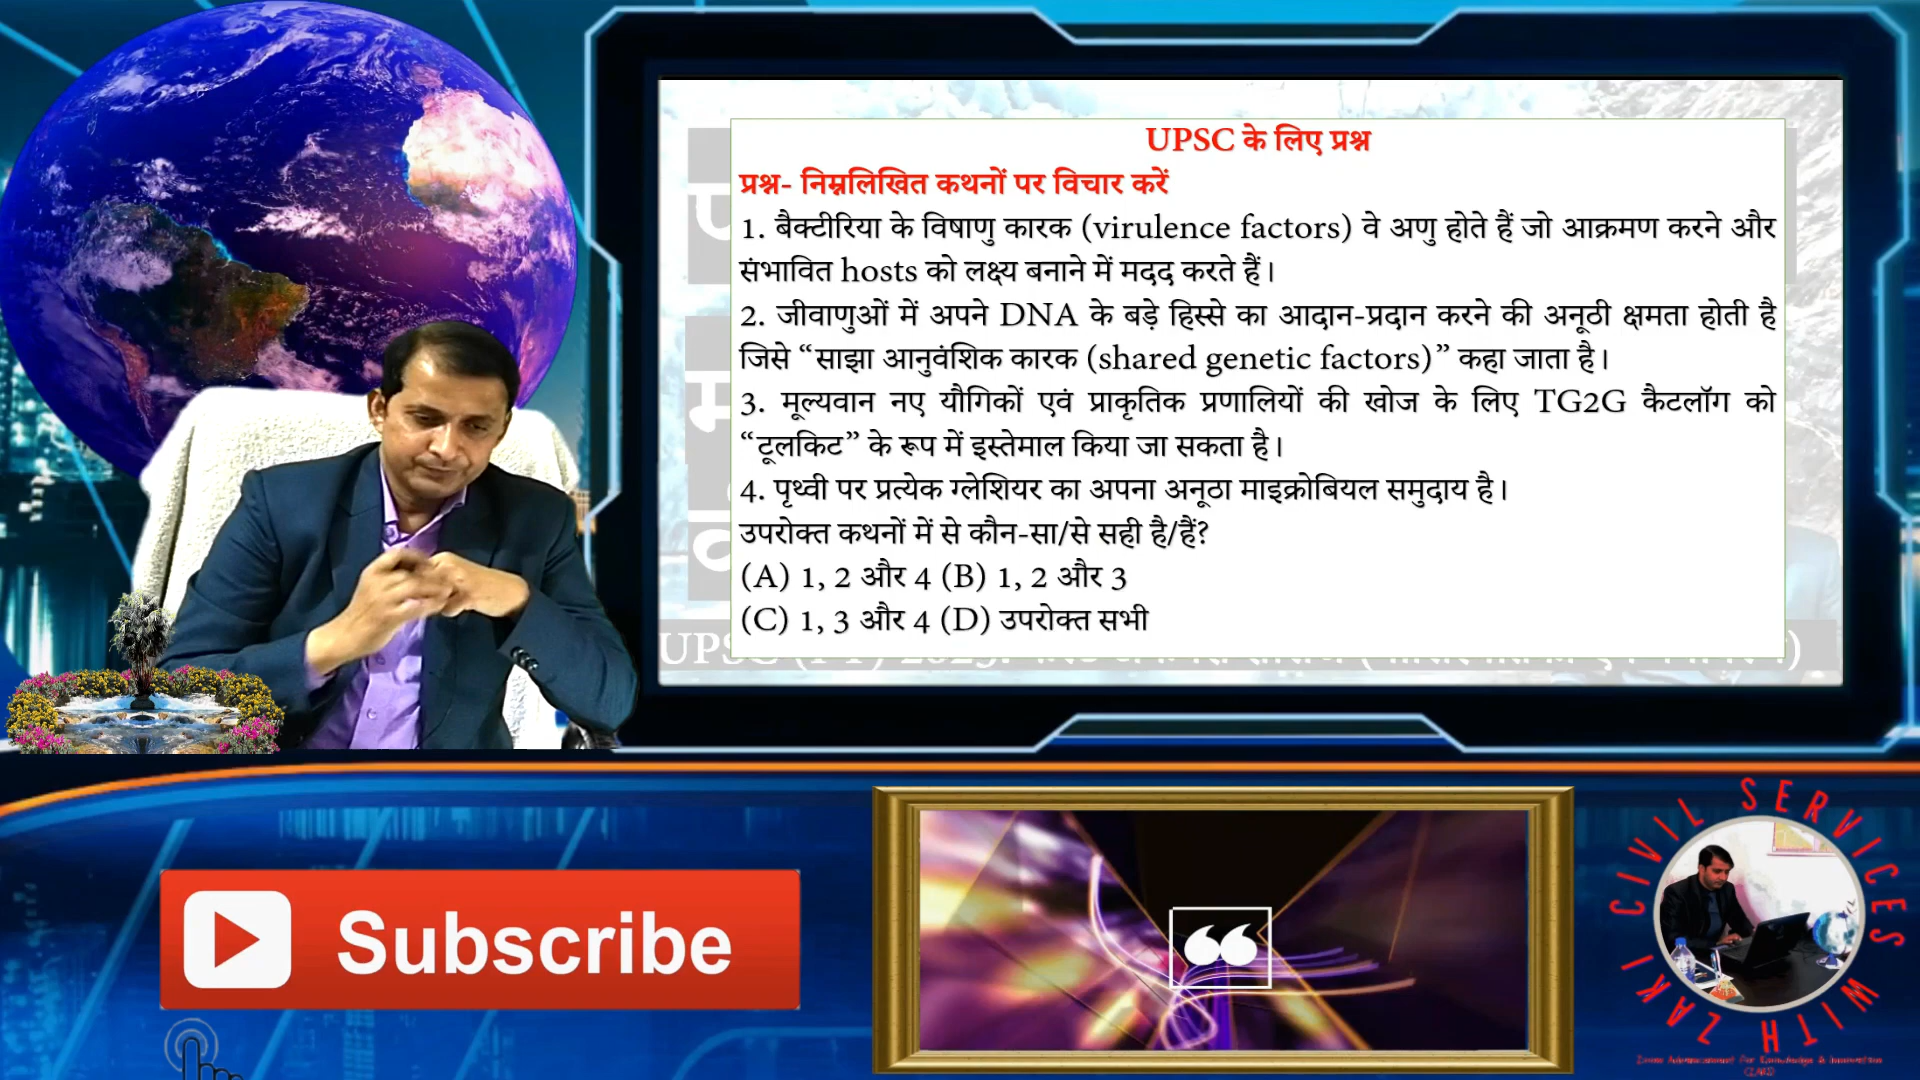 UPSC के लिए प्रश्न
प्रश्न- निम्नलिखित कथनों पर विचार करें
1. बैक्टीरिया के विषाणु कारक (virulence factors) वे अणु होते हैं जो आक्रमण करने और
संभावित hosts को लक्ष्य बनाने में मदद करते हैं।
2. जीवाणुओं में अपने DNA के बड़े हिस्से का आदान-प्रदान करने की अनूठी क्षमता होती है
जिसे “साझा आनुवंशिक कारक (shared genetic factors)” कहा जाता है।
3. मूल्यवान नए यौगिकों एवं प्राकृतिक प्रणालियों की खोज के लिए TG2G कैटलॉग को
“टूलकिट” के रूप में इस्तेमाल किया जा सकता है।
4. पृथ्वी पर प्रत्येक ग्लेशियर का अपना अनूठा माइक्रोबियल समुदाय है।
उपरोक्त कथनों में से कौन-सा/से सही है/हैं?
(A) 1, 2 और 4 (B) 1, 2 और 3
(C) 1, 3 और 4 (D) उपरोक्त सभी
Subscribe
CIVIL SERVICES WITH ZAKI